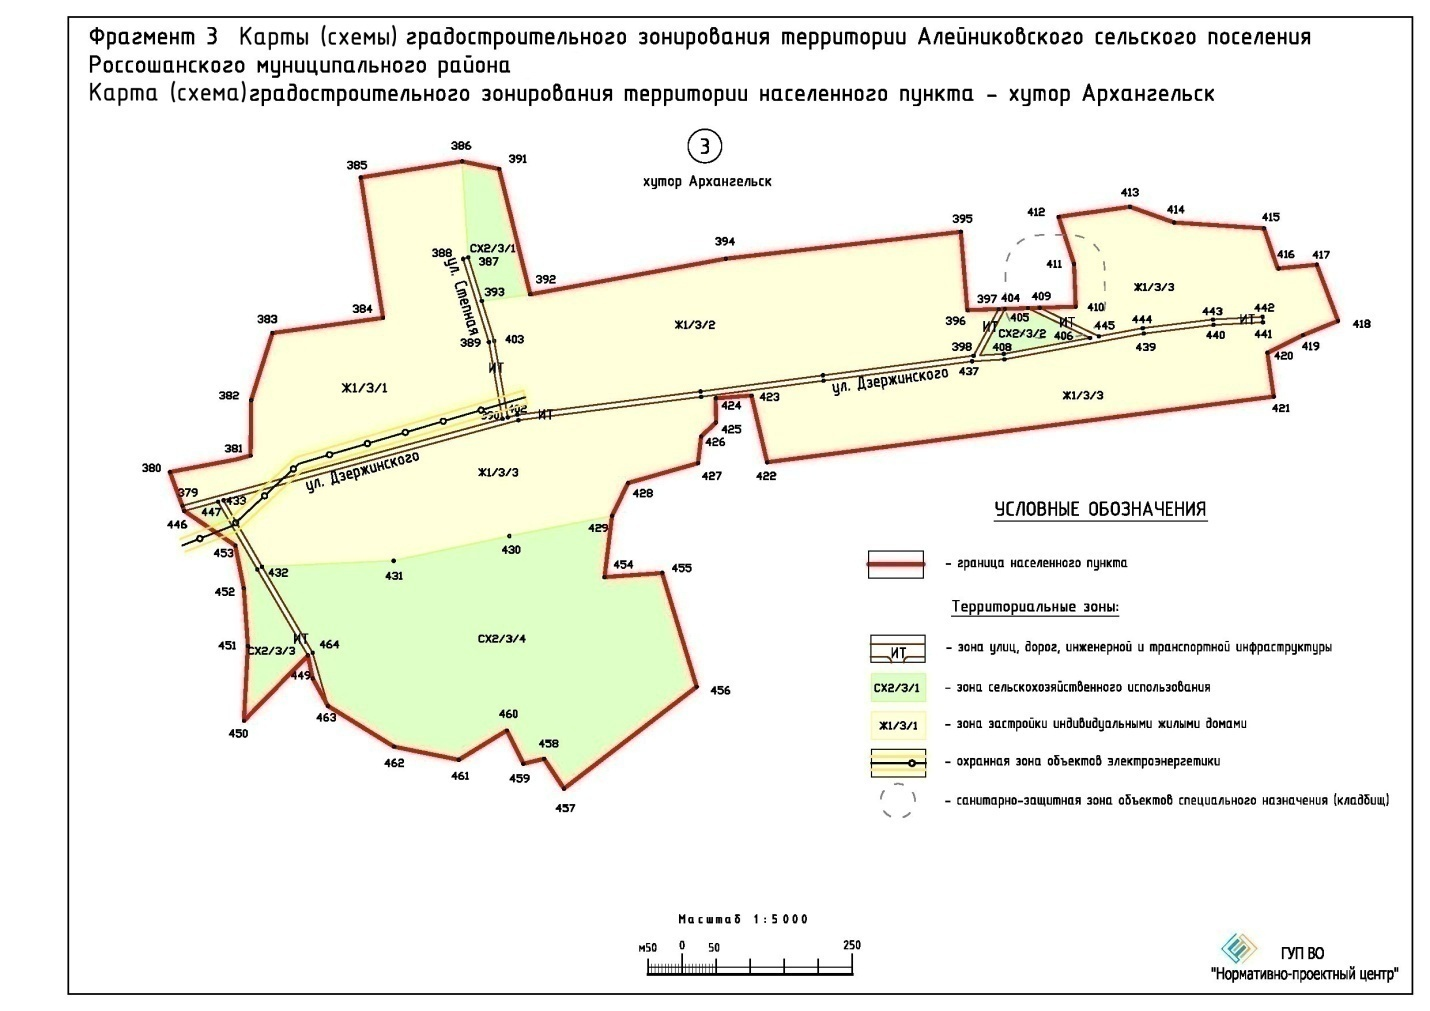 Фрагмент 3 Карты (схемы) градостроительного зонирования территории Алейниковского сельского поселения
Россошанского муниципального района
Карта (схема)градостроительного зонирования территории населенного пункта - хутор Архангельск
3
хутор Архангельск
386
391
385
413
412
414
415
395
394
388
СХ2/3/1
387
411
416
417
392
393
Ж1/3/3
384
397
404
409
410
443
442
383
Ж1/3/2
396
405
444
ИТ
418
ул. Степная
ИТ
ИТ
445
440
441
389
403
СХ2/3/2
406
439
419
398
408
420
ИТ
437
Ж1/3/1
ул. Дзержинского
382
423
Ж1/3/3
421
424
402
ИТ
425
381
426
380
ул. Дзержинского
Ж1/3/3
427
422
428
379
433
447
446
429
УСЛОВНЫЕ ОБОЗНАЧЕНИЯ
453
430
454
455
- граница населенного пункта
432
431
452
Территориальные зоны:
451
ИТ
464
СХ2/3/4
СХ2/3/3
ИТ
- зона улиц, дорог, инженерной и транспортной инфраструктуры
449
456
СХ2/3/1
- зона сельскохозяйственного использования
463
450
460
Ж1/3/1
- зона застройки индивидуальными жилыми домами
458
462
461
459
- охранная зона объектов электроэнергетики
457
- санитарно-защитная зона объектов специального назначения (кладбищ)
Масштаб 1:5000
м50 0 50 250
ГУП ВО
"Нормативно-проектный центр"